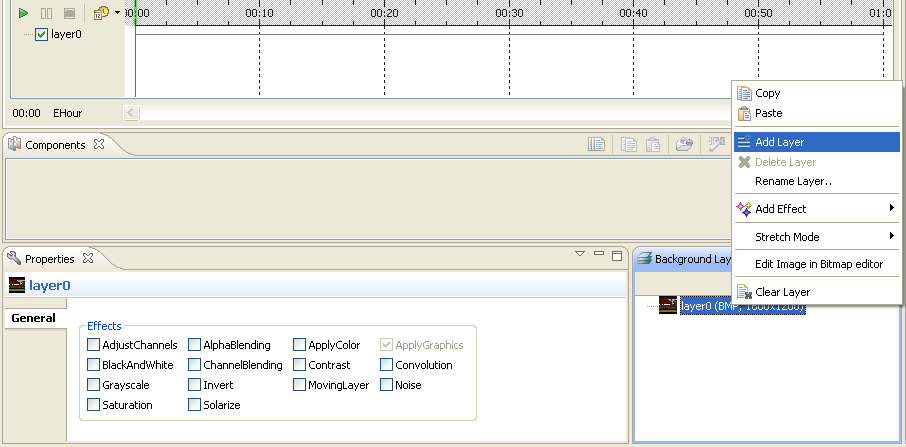 00:00 00:10 00:20 00:30 00:40 00:50 01:0
layer0
00:00 EHour
Copy
Paste
Components
Add Layer
Delete Layer
Rename Layer..
Add Effect
Stretch Mode
Properties
Background Lay
Edit Image in Bitmap editor
layer0
Clear Layer
layer0 (BMP, 1600x1200)
General
Effects
AdjustChannels AlphaBlending ApplyColor ApplyGraphics
BlackAndWhite ChannelBlending Contrast Convolution
Grayscale Invert MovingLayer Noise
Saturation Solarize